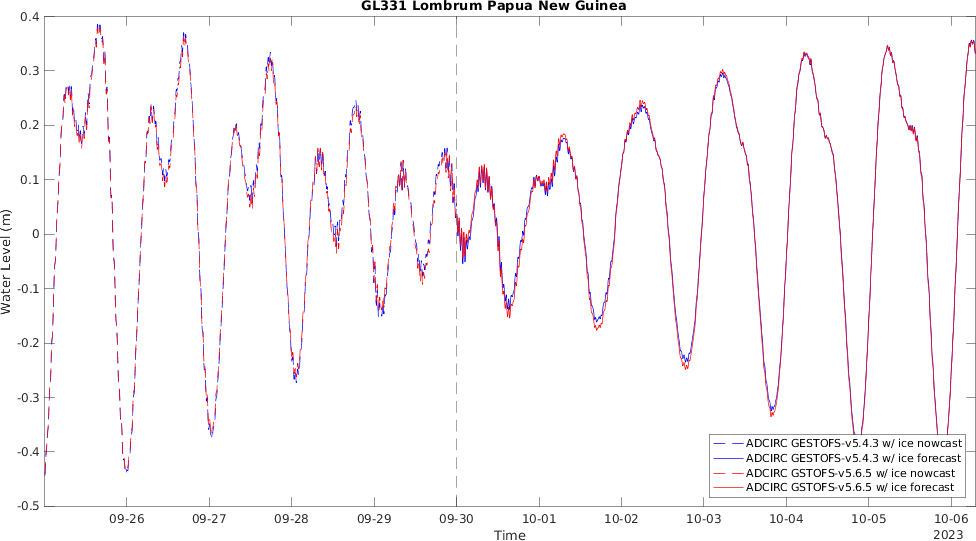 GL331 Lombrum Papua New Guinea
0.4
0.3
0.2
0.1
0
-0.1
-0.2
-0.3
-0.4
-0.5
Water Level (m)
ADCIRC GESTOFS-v5.4.3 w/ ice nowcast
ADCIRC GESTOFS-v5.4.3 w/ ice forecast
ADCIRC GSTOFS-v5.6.5 w/ ice nowcast
ADCIRC GSTOFS-v5.6.5 w/ ice forecast
09-26 09-27 09-28 09-29 09-30 10-01 10-02 10-03 10-04 10-05 10-06
Time
2023